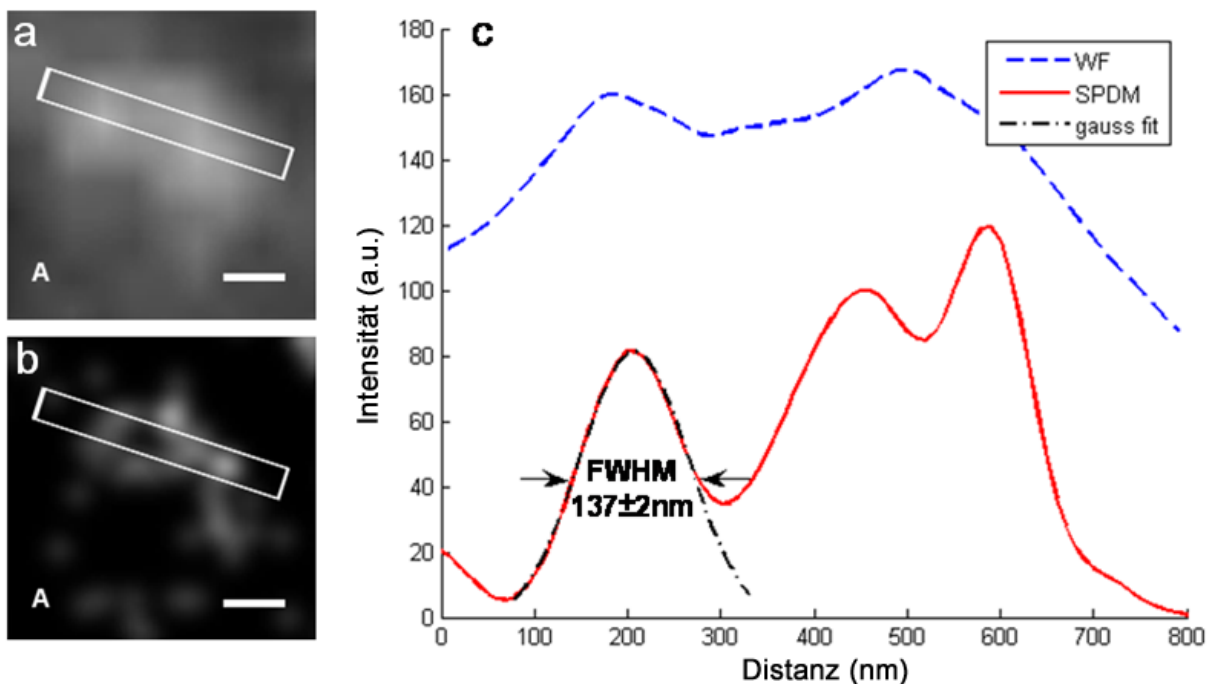 a
A
b
A
c
Intensität (a.u.)
180
160
140
120
100
80
60
40
20
0
WF
SPDM
gauss fit
FWHM
137±2nm
0 100 200 300 400 500 600 700 800
Distanz (nm)